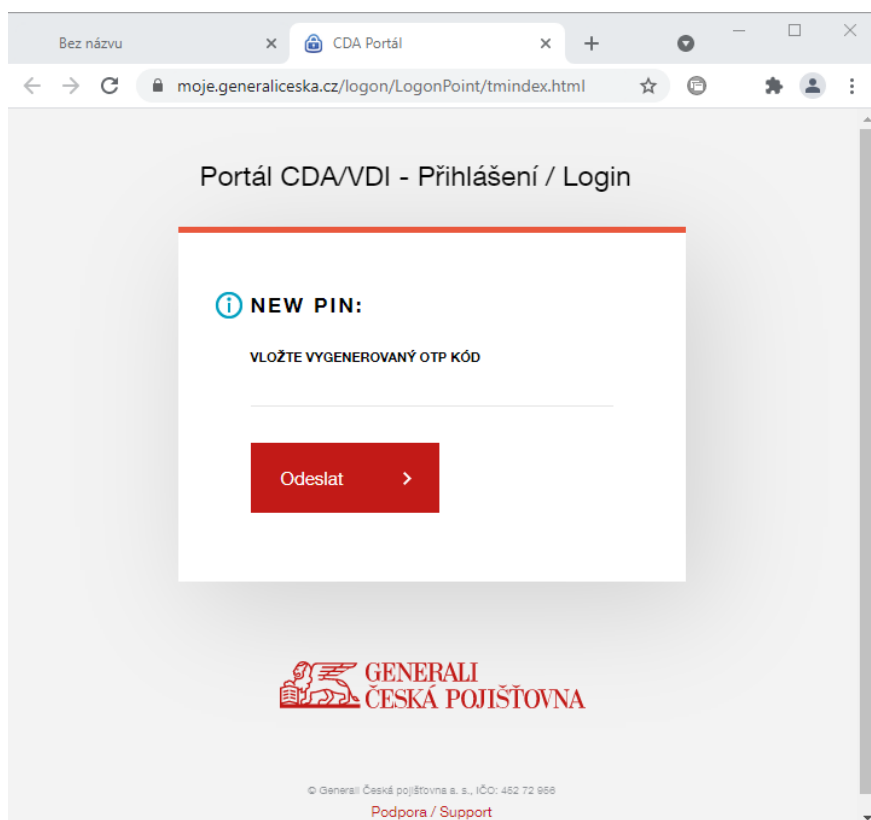 Bez názvu
CDA Portál
moje.generaliceska.cz/logon/LogonPoint/tmindex.html
Portál CDA/VDI - Přihlášení / Login
NEW PIN:
VLOŽTE VYGENEROVANÝ OTP KÓD
Odeslat
GENERALI
ČESKÁ POJIŠŤOVNA
© Generali Česká pojišťovna a. s., IČO: 452 72 956
Podpora / Support